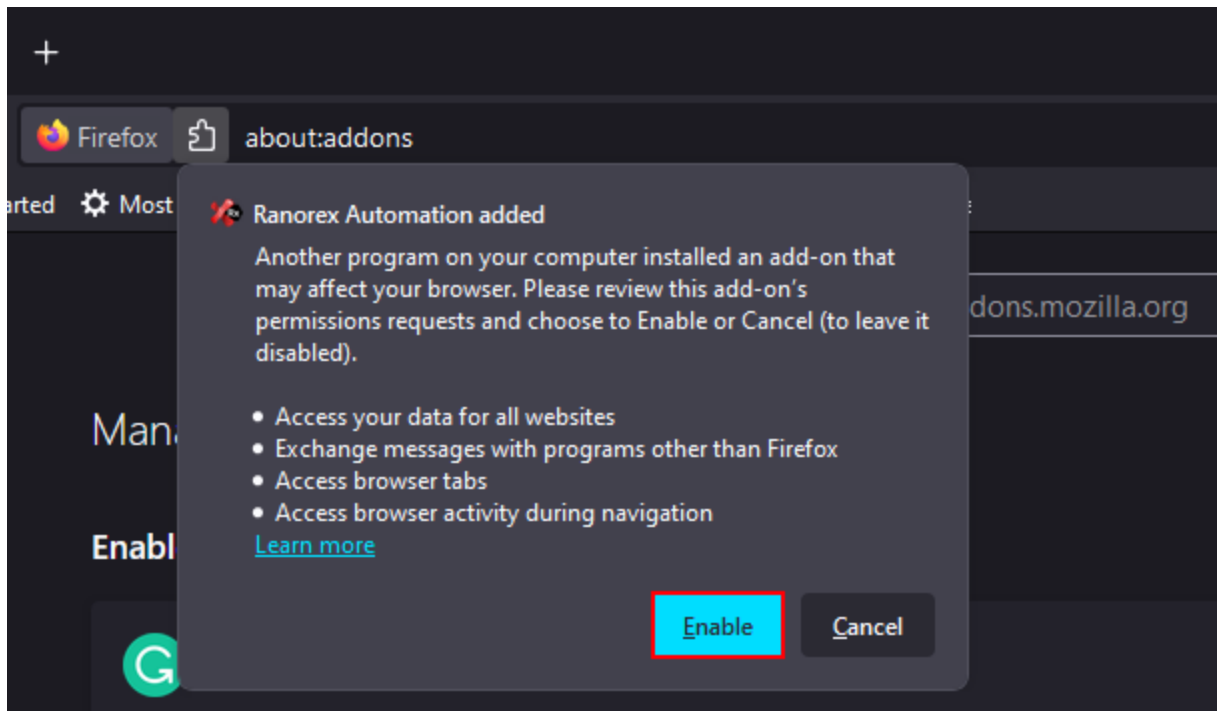 +
Firefox about:addons
arted Most
Ranorex Automation added
Another program on your computer installed an add-on that
may affect your browser. Please review this add-on's
permissions requests and choose to Enable or Cancel (to leave it
disabled).
dons.mozilla.org
Mana
• Access your data for all websites
• Exchange messages with programs other than Firefox
• Access browser tabs
• Access browser activity during navigation
Enabl
Learn more
Enable Cancel